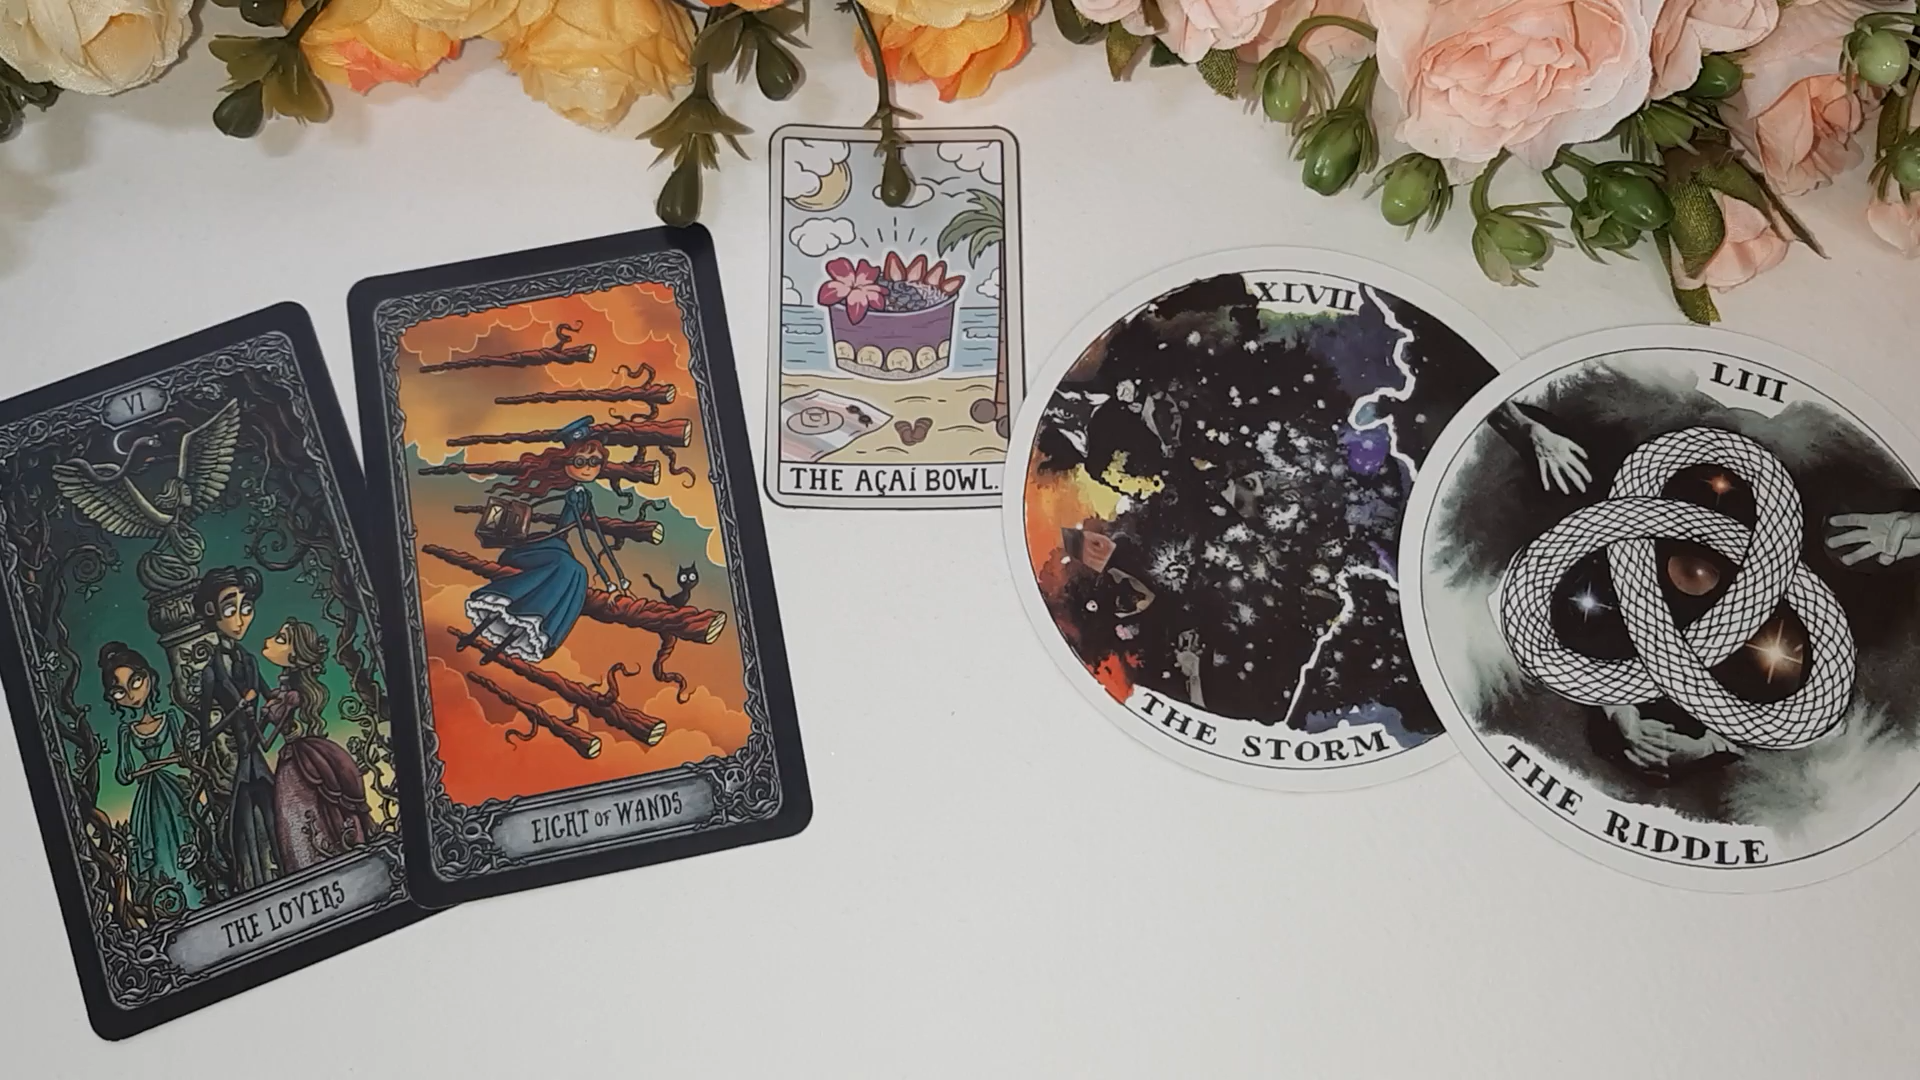 VI
THE LOVERS
EIGHT OF WANDS
THE AÇAÍ BOWL.
XLVII
THE STORM
LIII
THE RIDDLE